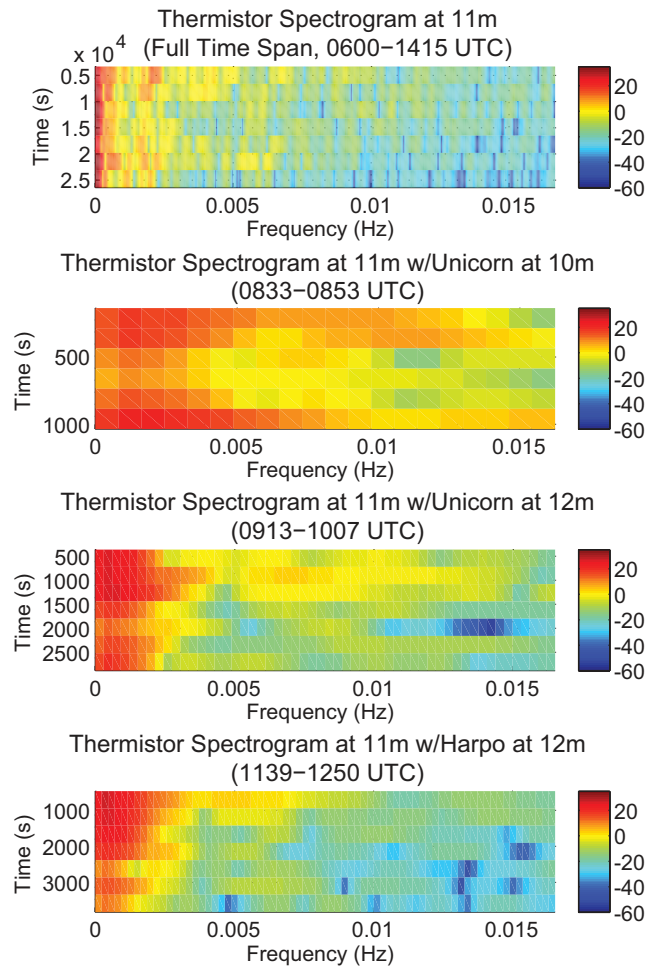 Thermistor Spectrogram at 11m
(Full Time Span, 0600−1415 UTC)
x 10^4
0.5
1
1.5
2
2.5
Time (s)
0 0.005 0.01 0.015
Frequency (Hz)
20
0
-20
-40
-60
Thermistor Spectrogram at 11m w/Unicorn at 10m
(0833−0853 UTC)
500
1000
Time (s)
0 0.005 0.01 0.015
Frequency (Hz)
20
0
-20
-40
-60
Thermistor Spectrogram at 11m w/Unicorn at 12m
(0913−1007 UTC)
500
1000
1500
2000
2500
Time (s)
0 0.005 0.01 0.015
Frequency (Hz)
20
0
-20
-40
-60
Thermistor Spectrogram at 11m w/Harpo at 12m
(1139−1250 UTC)
1000
2000
3000
Time (s)
0 0.005 0.01 0.015
Frequency (Hz)
20
0
-20
-40
-60